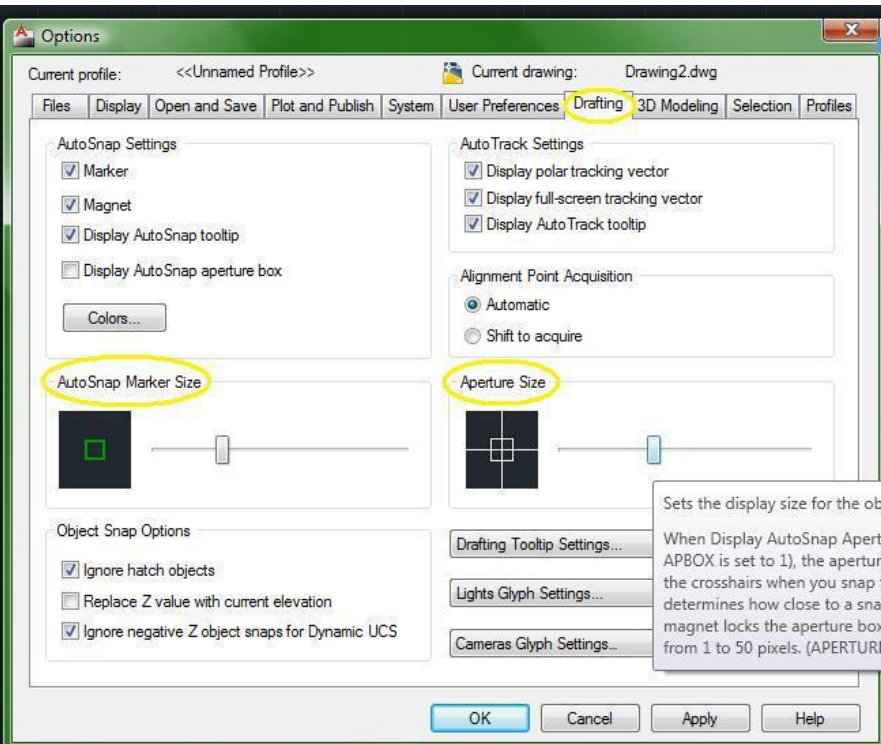 Options
X
Current profile: <<Unnamed Profile>> Current drawing: Drawing2.dwg
Files Display Open and Save Plot and Publish System User Preferences Drafting 3D Modeling Selection Profiles
AutoSnap Settings
Marker
Magnet
Display AutoSnap tooltip
Display AutoSnap aperture box
Colors...
AutoTrack Settings
Display polar tracking vector
Display full-screen tracking vector
Display AutoTrack tooltip
Alignment Point Acquisition
Automatic
Shift to acquire
AutoSnap Marker Size
Aperture Size
Object Snap Options
Ignore hatch objects
Replace Z value with current elevation
Ignore negative Z object snaps for Dynamic UCS
Drafting Tooltip Settings...
Lights Glyph Settings...
Cameras Glyph Settings...
Sets the display size for the
When Display AutoSnap
APBOX is set to 1), the
the crosshairs when you snap
determines how close to a
magnet locks the aperture
from 1 to 50 pixels.
OK Cancel Apply Help